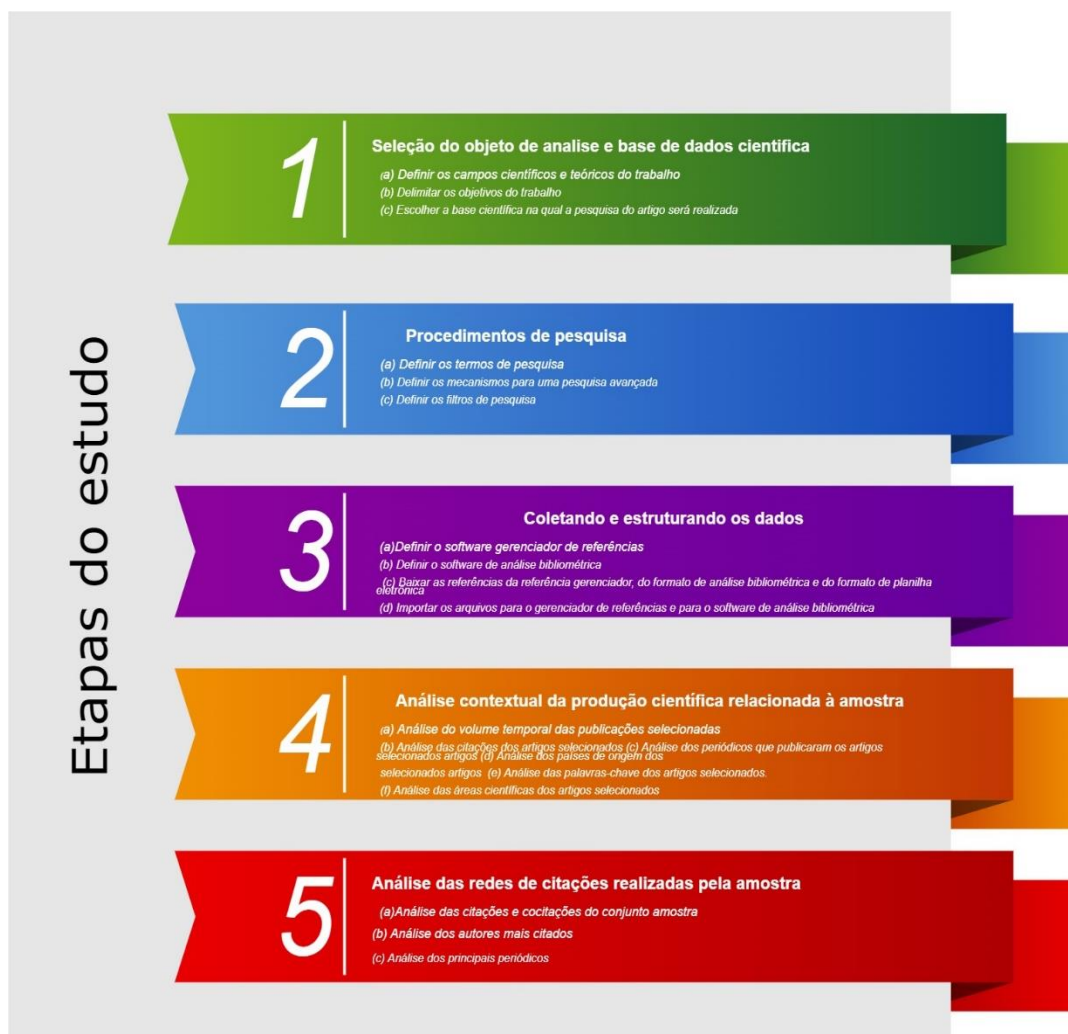 Etapas do estudo
1
Seleção do objeto de analise e base de dados cientifica
(a) Definir os campos científicos e teóricos do trabalho
(b) Delimitar os objetivos do trabalho
(c) Escolher a base científica na qual a pesquisa do artigo será realizada
2
Procedimentos de pesquisa
(a) Definir os termos de pesquisa
(b) Definir os mecanismos para uma pesquisa avançada
(c) Definir os filtros de pesquisa
3
Coletando e estruturando os dados
(a)Definir o software gerenciador de referências
(b) Definir o software de análise bibliométrica
(c) Baixar as referências da referência gerenciador, do formato de análise bibliométrica e do formato de planilha
eletrônica
(d) Importar os arquivos para o gerenciador de referências e para o software de análise bibliométrica
4
Análise contextual da produção científica relacionada à amostra
(a) Análise do volume temporal das publicações selecionadas
(b) Análise das citações dos artigos selecionados (c) Análise dos periódicos que publicaram os artigos
selecionados artigos (d) Análise dos países de origem dos
selecionados artigos (e) Análise das palavras-chave dos artigos selecionados.
(f) Análise das áreas científicas dos artigos selecionados
5
Análise das redes de citações realizadas pela amostra
(a)Análise das citações e cocitações do conjunto amostra
(b) Análise dos autores mais citados
(c) Análise dos principais periódicos